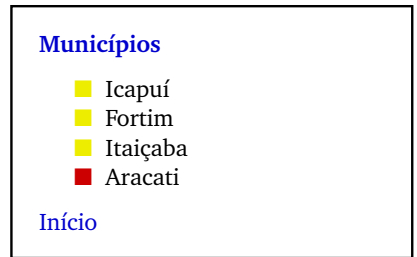 Municípios
Icapuí
Fortim
Itaiçaba
Aracati
Início